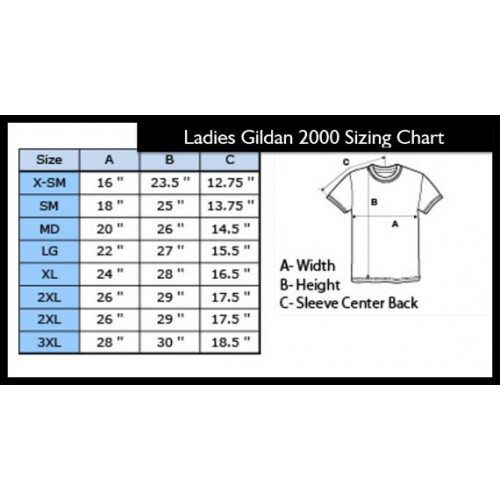 Ladies Gildan 2000 Sizing Chart
Size A B C
X-SM 16 " 23.5 " 12.75 "
SM 18 " 25 " 13.75 "
MD 20 " 26 " 14.5 "
LG 22 " 27 " 15.5 "
XL 24 " 28 " 16.5 "
2XL 26 " 29 " 17.5 "
2XL 26 " 29 " 17.5 "
3XL 28 " 30 " 18.5 "
C
B
A
A- Width
B- Height
C- Sleeve Center Back